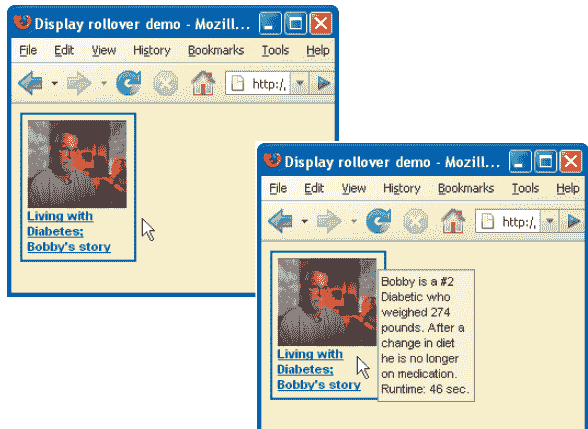 Display rollover demo - Mozill...
File Edit View History Bookmarks Tools Help
http:/.
Living with
Diabetes;
Bobby's story
Display rollover demo - Mozill...
File Edit View History Bookmarks Tools Help
http:/.
Bobby is a #2
Diabetic who
weighed 274
pounds. After a
change in diet
he is no longer
on medication.
Runtime: 46 sec.
Living with
Diabetes;
Bobby's story